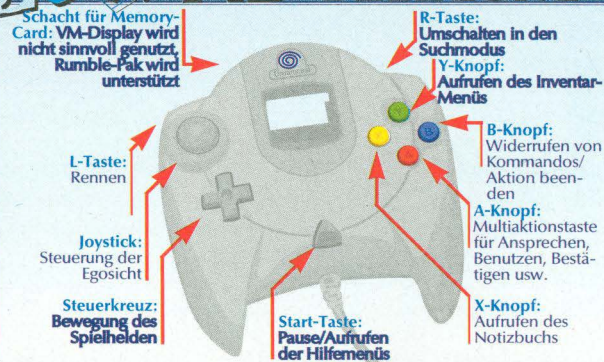 Schacht für Memory-
Card: VM-Display wird
nicht sinnvoll genutzt,
Rumble-Pak wird
unterstützt
L-Taste:
Rennen
Joystick:
Steuerung der
Egosicht
Steuerkreuz:
Bewegung des
Spielhelden
Start-Taste:
Pause/Aufrufen
der Hilfemenüs
R-Taste:
Umschalten in den
Suchmodus
Y-Knopf:
Aufrufen des Inventar-
Menüs
B-Knopf:
Widerrufen von
Kommandos/
Aktion been-
den
A-Knopf:
Multiaktionstaste
für Ansprechen,
Benutzen, Bestä-
tigen usw.
X-Knopf:
Aufrufen des
Notizbuchs
Y
X
B
A